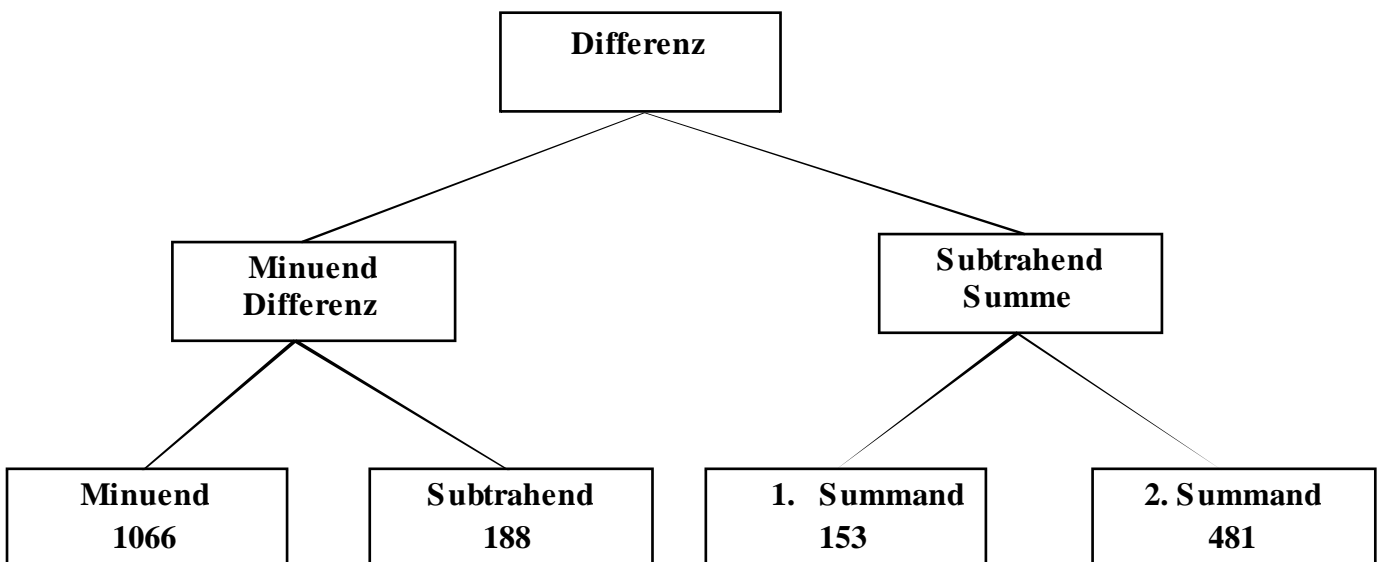 Differenz
Minuend
Differenz
Subtrahend
Summe
Minuend
1066
Subtrahend
188
1. Summand
153
2. Summand
481